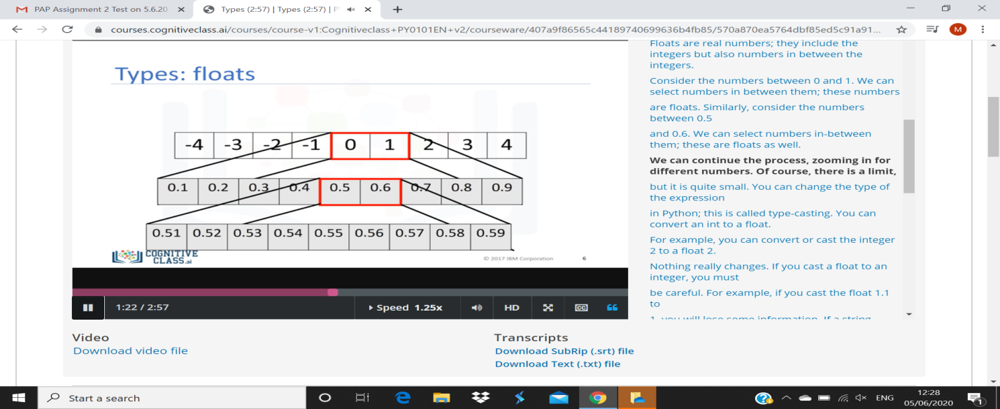 PAP Assignment 2 Test on 5.6.20
Types (2:57) | Types (2:57) | P
courses.cognitiveclass.ai/courses/course-v1:Cognitiveclass+PY0101EN+v2/courseware/407a9f86565c44189740699636b4fb85/570a870ea5764dbf85ed5c91a91...
M
Types: floats
-4 -3 -2 -1 0 1 2 3 4
0.1 0.2 0.3 0.4 0.5 0.6 0.7 0.8 0.9
0.51 0.52 0.53 0.54 0.55 0.56 0.57 0.58 0.59
COGNITIVE
CLASS.ai
© 2017 IBM Corporation 6
1:22 / 2:57 Speed 1.25x HD CC
Video
Download video file
Transcripts
Download SubRip (.srt) file
Download Text (.txt) file
Floats are real numbers; they include the
integers but also numbers in between the
integers.
Consider the numbers between 0 and 1. We can
select numbers in between them; these numbers
are floats. Similarly, consider the numbers
between 0.5
and 0.6. We can select numbers in-between
them; these are floats as well.
We can continue the process, zooming in for
different numbers. Of course, there is a limit,
but it is quite small. You can change the type of
the expression
in Python; this is called type-casting. You can
convert an int to a float.
For example, you can convert or cast the integer
2 to a float 2.
Nothing really changes. If you cast a float to an
integer, you must
be careful. For example, if you cast the float 1.1
to
1, you will lose some information. If a string
Start a search
ENG
12:28
05/06/2020
1